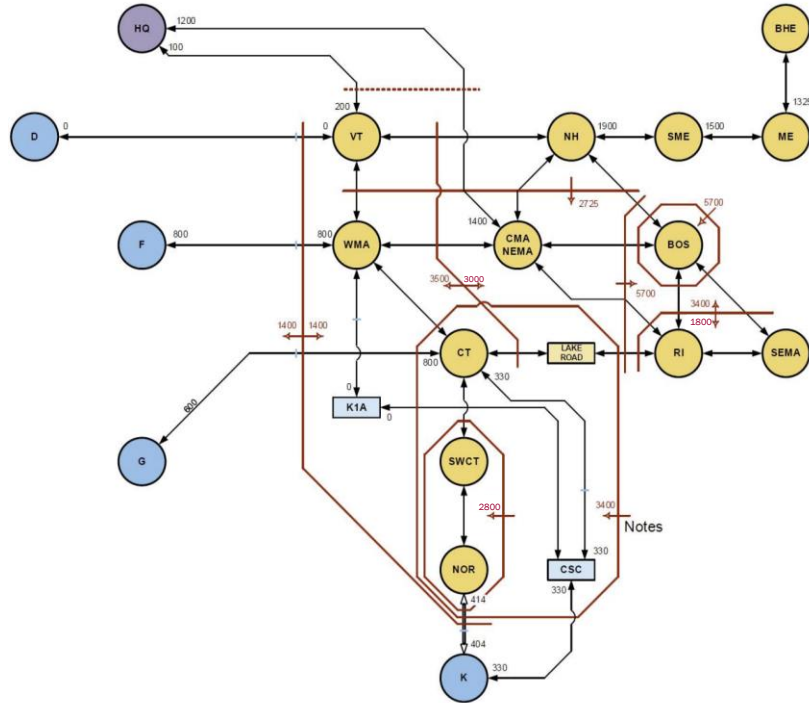 HQ
1200
100
BHE
1325
200
D
0
0
VT
NH
1900
SME
1500
ME
2725
5700
1400
F
800
800
WMA
CMA
NEMA
BOS
3500
3000
5700
3400
1800
1400
1400
CT
800
330
LAKE
ROAD
RI
SEMA
0
K1A
0
600
G
SWCT
2800
3400
Notes
NOR
330
CSC
330
414
404
K
330